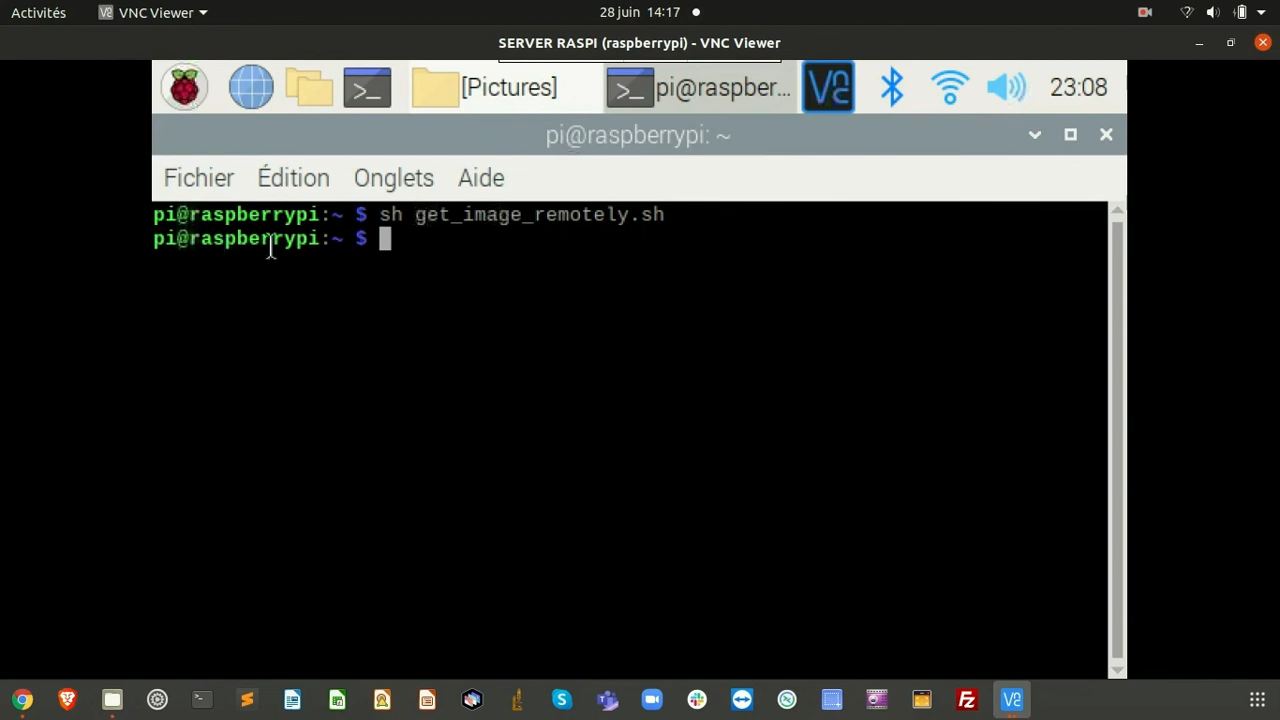 Activités
VNC Viewer
28 juin 14:17
SERVER RASPI (raspberrypi) - VNC Viewer
[Pictures]
pi@raspber...
23:08
pi@raspberrypi: ~
Fichier Édition Onglets Aide
pi@raspberrypi:~ $ sh get_image_remotely.sh
pi@raspberrypi:~ $